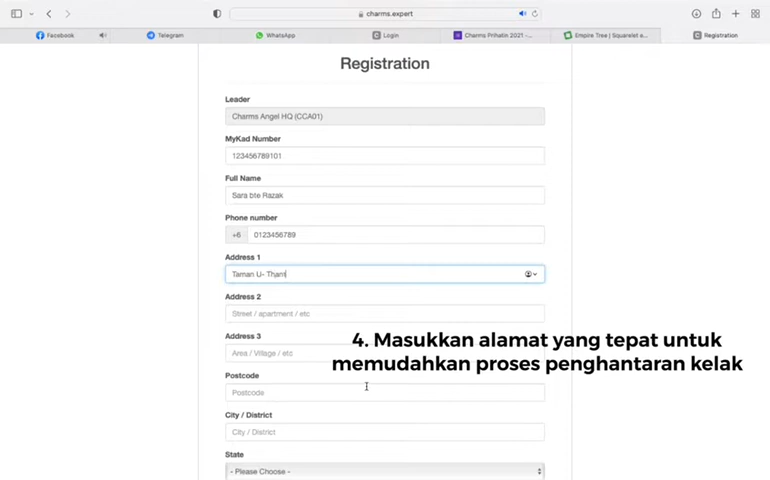 charms.expert
Facebook
Telegram
WhatsApp
Login
Charms Prihatin 2021 -...
Empire Tree | Squarelet e...
Registration
Registration
Leader
Charms Angel HQ (CCA01)
MyKad Number
123456789101
Full Name
Sara bte Razak
Phone number
+6 0123456789
Address 1
Taman U- Tham
Address 2
Street / apartment / etc
Address 3
Area / Village / etc
4. Masukkan alamat yang tepat untuk
memudahkan proses penghantaran kelak
Postcode
Postcode
City / District
City / District
State
- Please Choose -